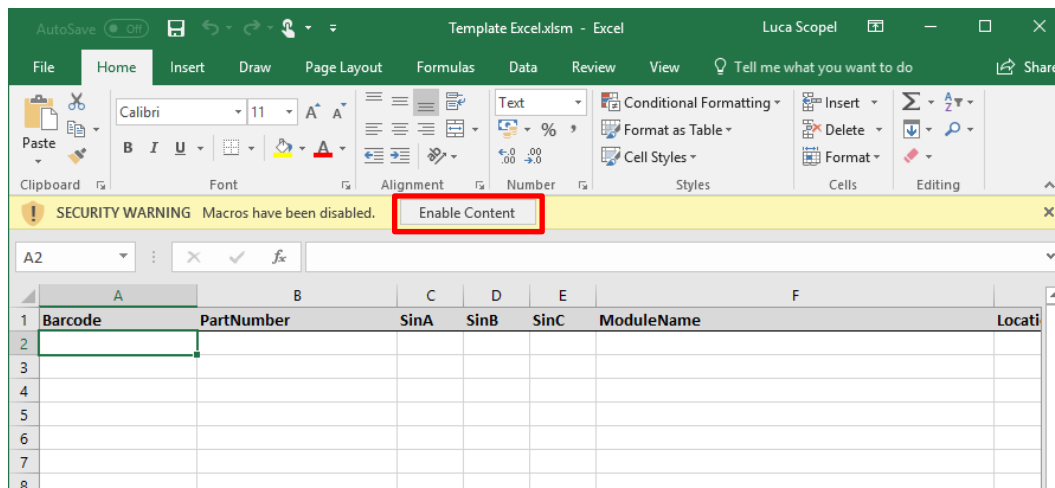 AutoSave Off Template Excel.xlsm - Excel Luca Scopel
File Home Insert Draw Page Layout Formulas Data Review View Tell me what you want to do Share
Calibri 11 A A Text Conditional Formatting Insert
Paste B I U A % , Format as Table Delete
.00 .0 Cell Styles Format
Clipboard Font Alignment Number Styles Cells Editing
SECURITY WARNING Macros have been disabled. Enable Content
A2 fx
A B C D E F
1 Barcode PartNumber SinA SinB SinC ModuleName Locati
2
3
4
5
6
7
8